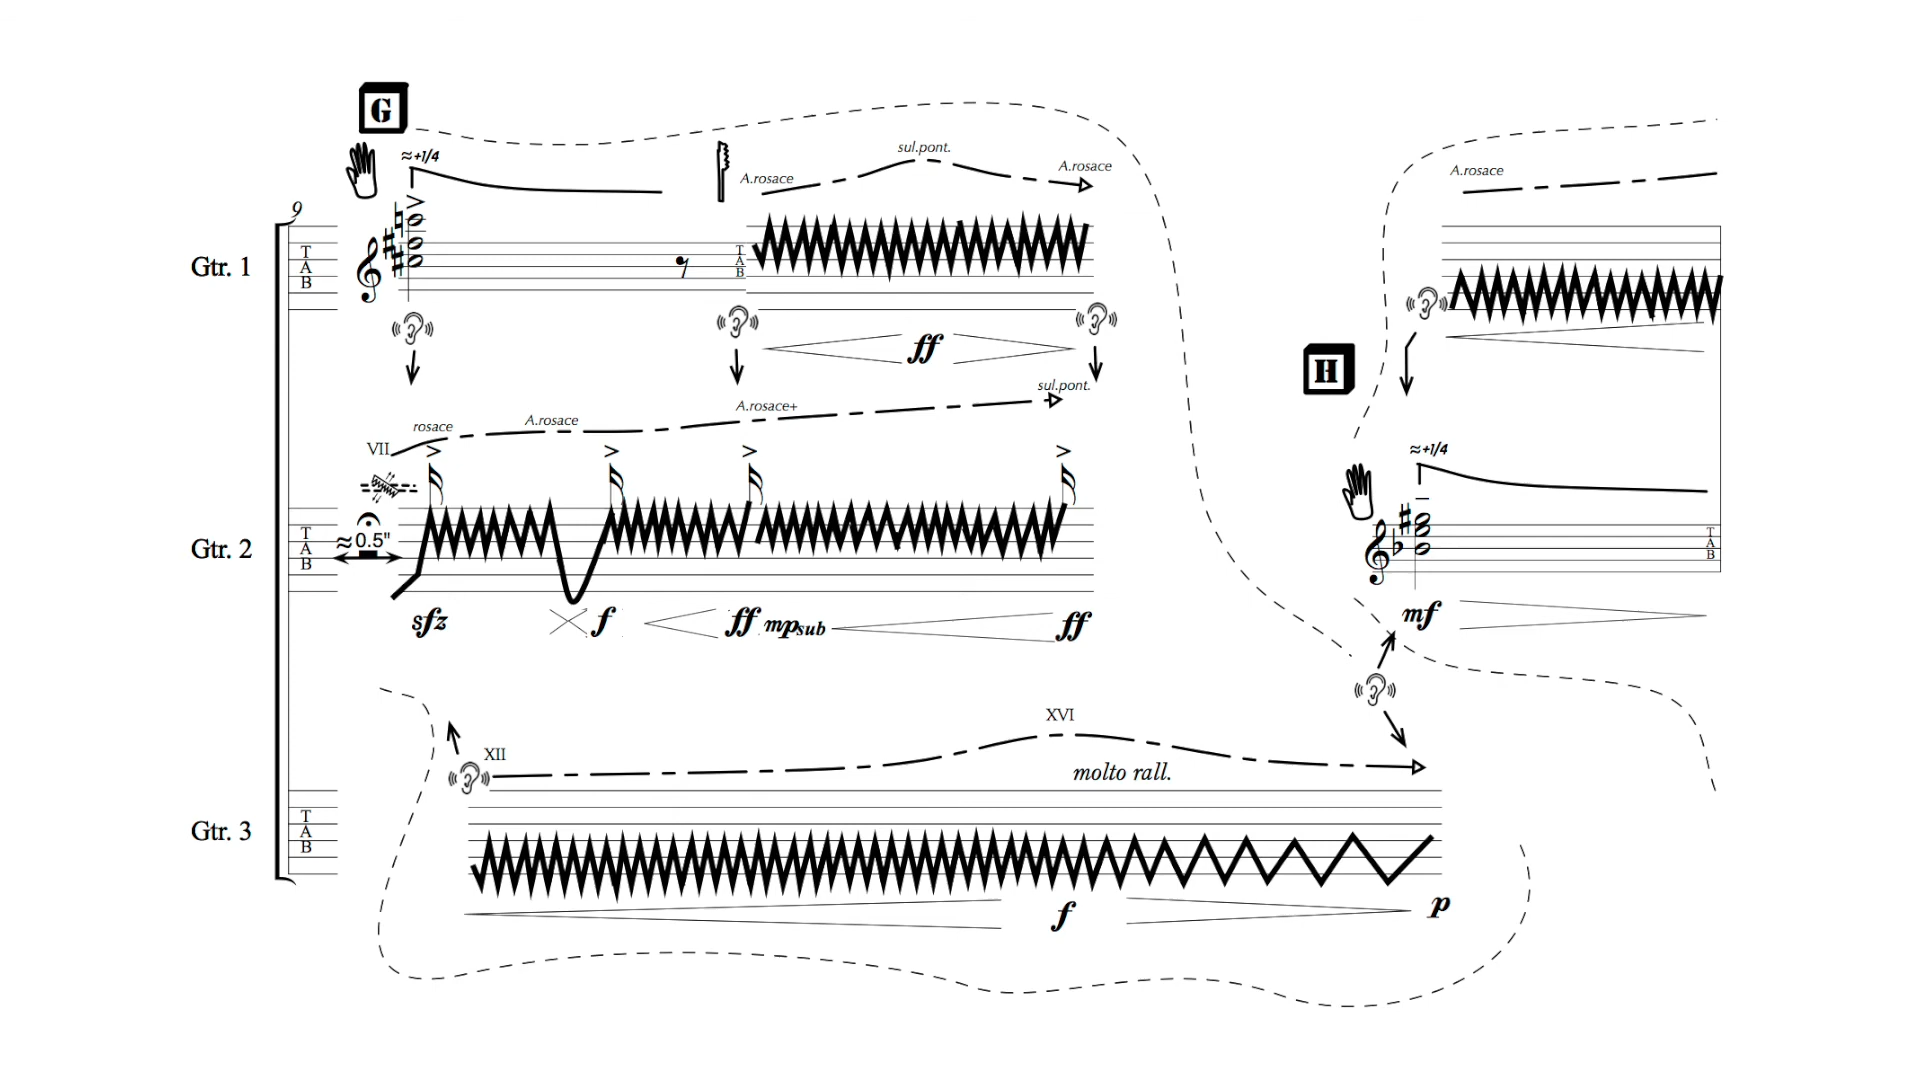 G
≈+1/4
sul.pont.
A.rosace
A.rosace
A.rosace
9
Gtr. 1
T
A
B
T
A
B
ff
H
sul.pont.
A.rosace+
A.rosace
rosace
VII
≈+1/4
Gtr. 2
T
A
B
≈0.5"
T
A
B
sfz
f
ff
mpsub
ff
mf
XVI
XII
molto rall.
Gtr. 3
T
A
B
f
p